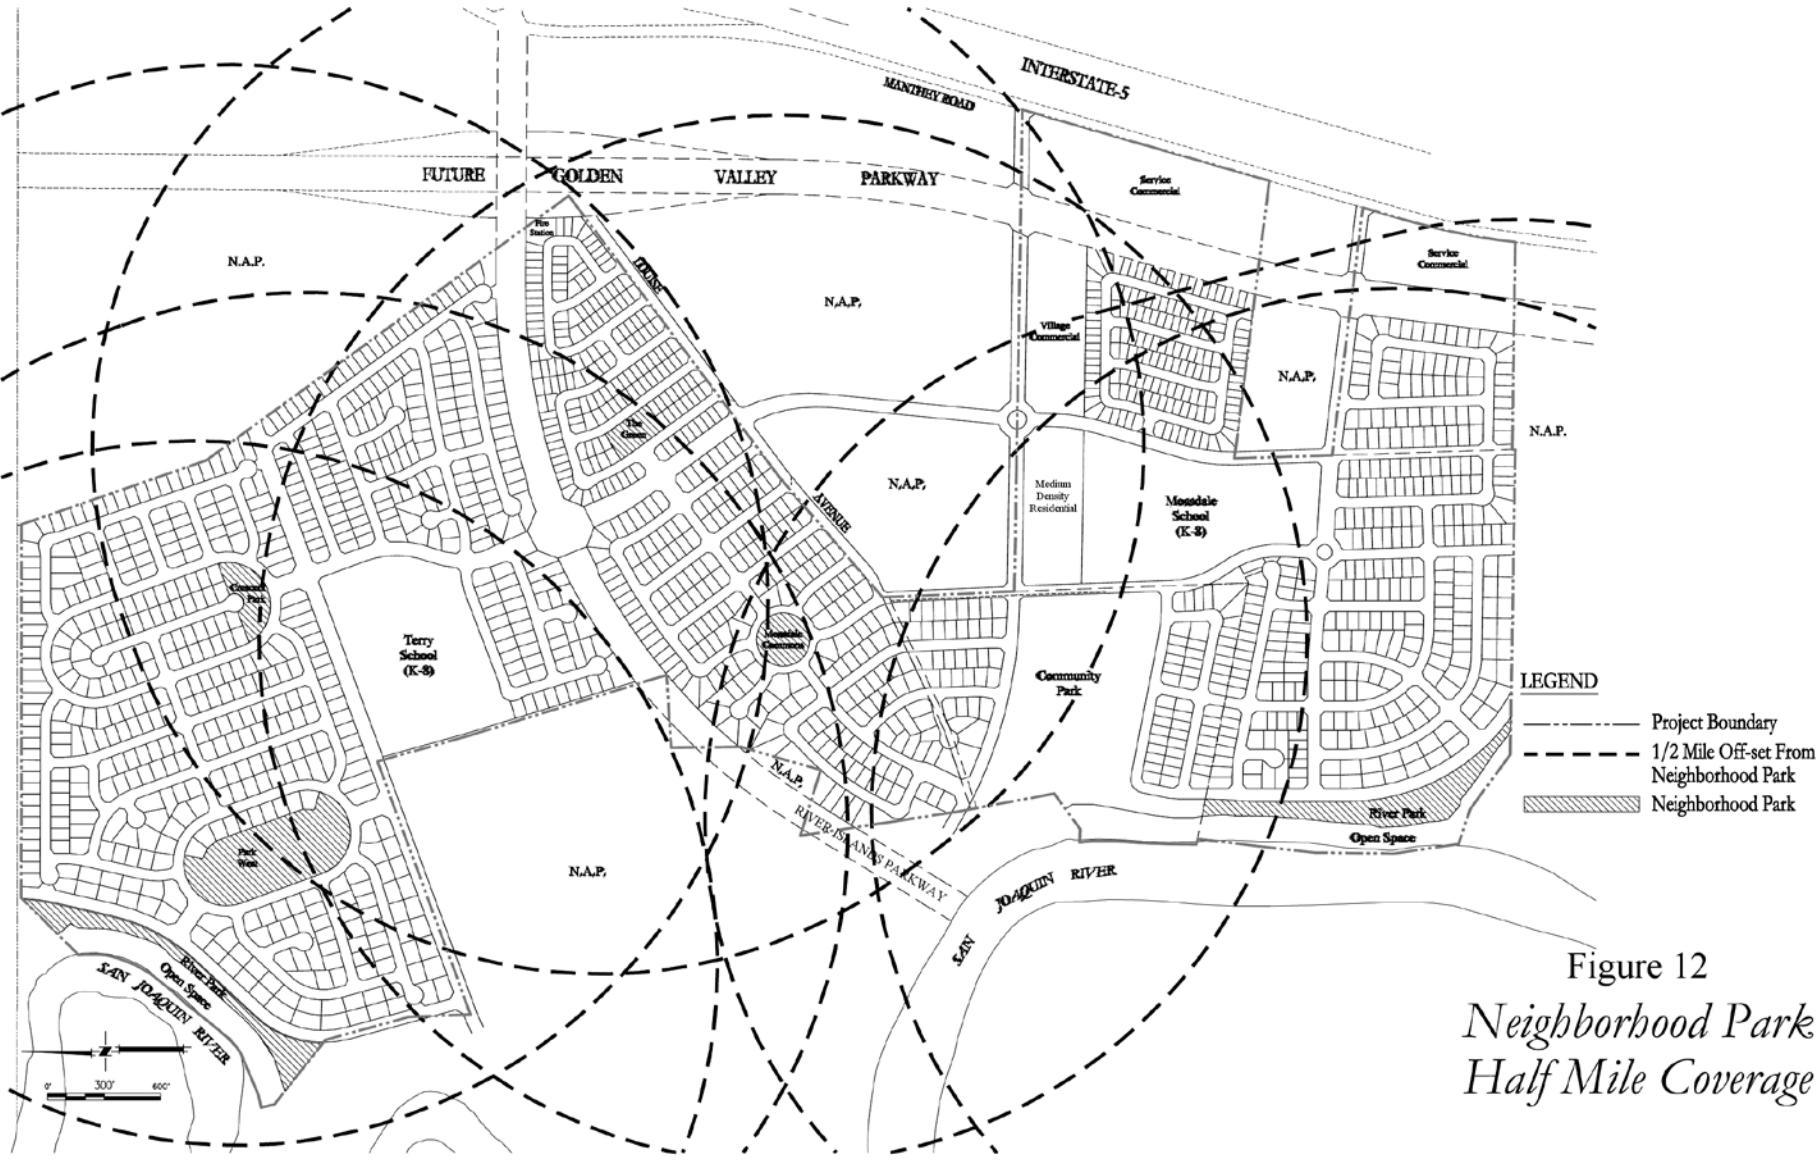 INTERSTATE-5
MANTHEY ROAD
FUTURE GOLDEN VALLEY PARKWAY
Service
Commercial
Fire
Station
Service
Commercial
N.A.P.
LOUISE
N.A.P.
Village
Commercial
N.A.P.
The
Green
N.A.P.
N.A.P.
Medium
Density
Residential
Mossdale
School
(K-8)
AVENUE
Crescent
Park
Terry
School
(K-8)
Mossdale
Commons
Community
Park
LEGEND
Project Boundary
1/2 Mile Off-set From
Neighborhood Park
Neighborhood Park
N.A.P.
River Park
Open Space
RIVER ISLANDS PARKWAY
Park
West
N.A.P.
SAN JOAQUIN RIVER
River Park
Open Space
SAN JOAQUIN RIVER
Z
0' 300' 600'
Figure 12
Neighborhood Park
Half Mile Coverage